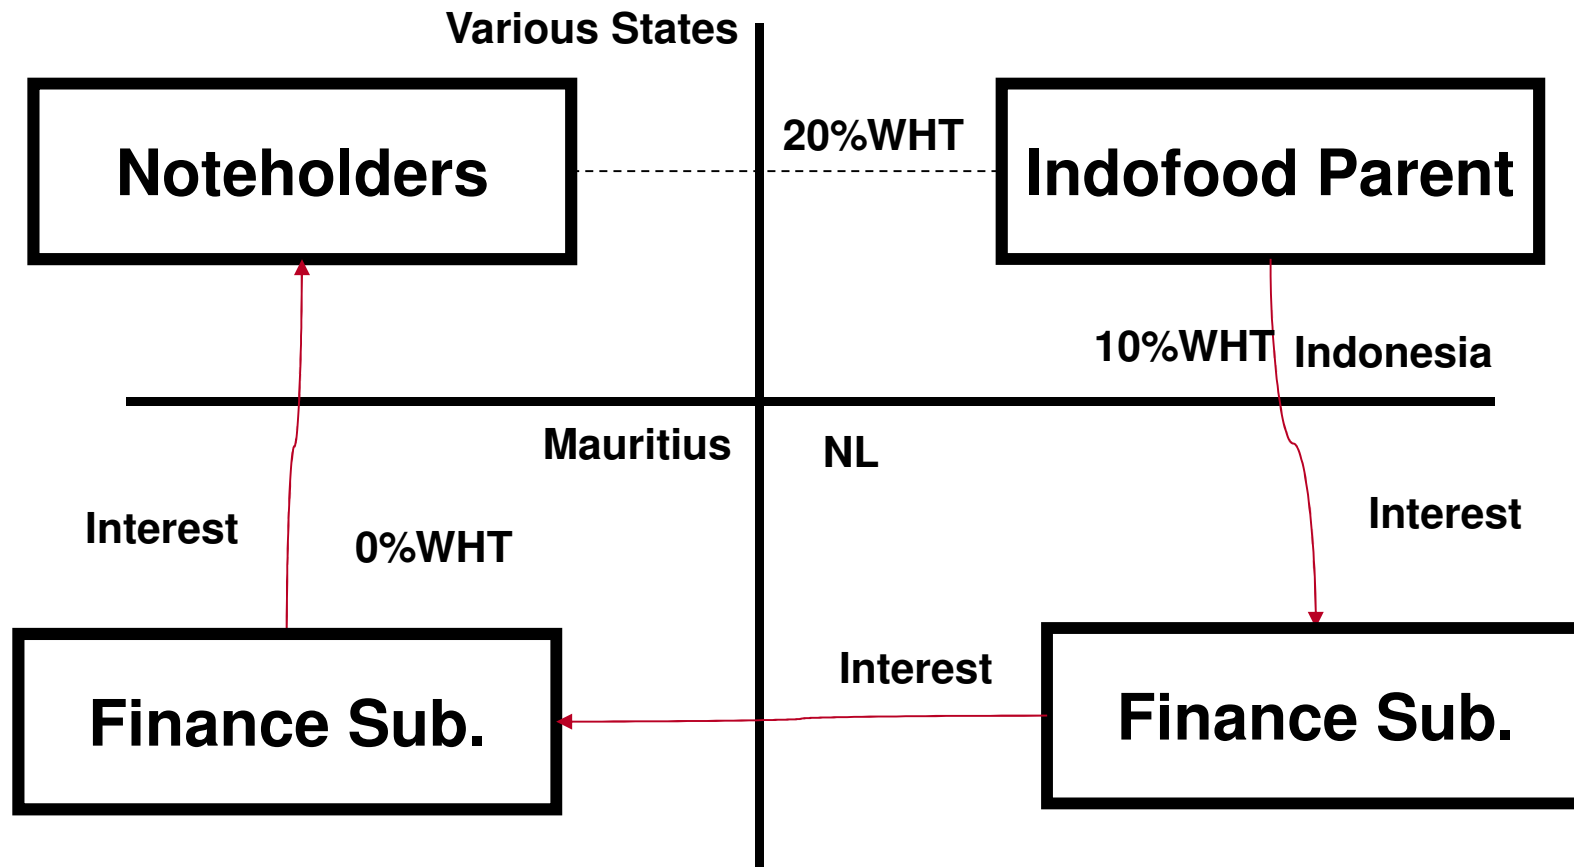 Various States
Noteholders
20%WHT
Indofood Parent
10%WHT
Indonesia
Mauritius
NL
Interest
0%WHT
Interest
Interest
Finance Sub.
Finance Sub.